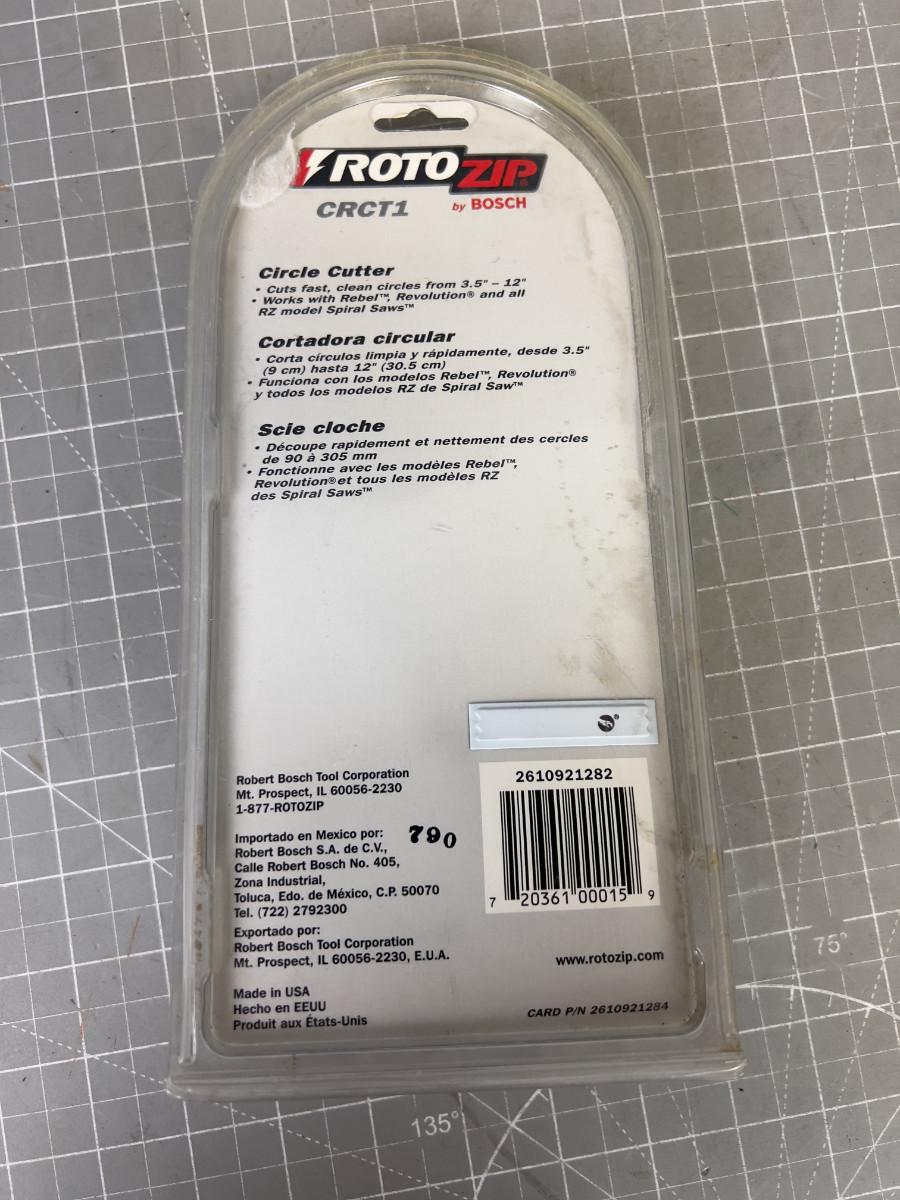 ROTOZIP®
CRCT1
by BOSCH
Circle Cutter
• Cuts fast, clean circles from 3.5" – 12"
• Works with Rebel™, Revolution® and all
RZ model Spiral Saws™
Cortadora circular
• Corta círculos limpia y rápidamente, desde 3.5"
(9 cm) hasta 12" (30.5 cm)
• Funciona con los modelos Rebel™, Revolution®
y todos los modelos RZ de Spiral Saw™
Scie cloche
• Découpe rapidement et nettement des cercles
de 90 à 305 mm
• Fonctionne avec les modèles Rebel™,
Revolution® et tous les modèles RZ
des Spiral Saws™
Robert Bosch Tool Corporation
Mt. Prospect, IL 60056-2230
1-877-ROTOZIP
Importado en Mexico por:
Robert Bosch S.A. de C.V.,
Calle Robert Bosch No. 405,
Zona Industrial,
Toluca, Edo. de México, C.P. 50070
Tel. (722) 2792300
790
Exportado por:
Robert Bosch Tool Corporation
Mt. Prospect, IL 60056-2230, E.U.A.
Made in USA
Hecho en EEUU
Produit aux États-Unis
2610921282
7 20361 00015 9
www.rotozip.com
CARD P/N 2610921284
75°
135°